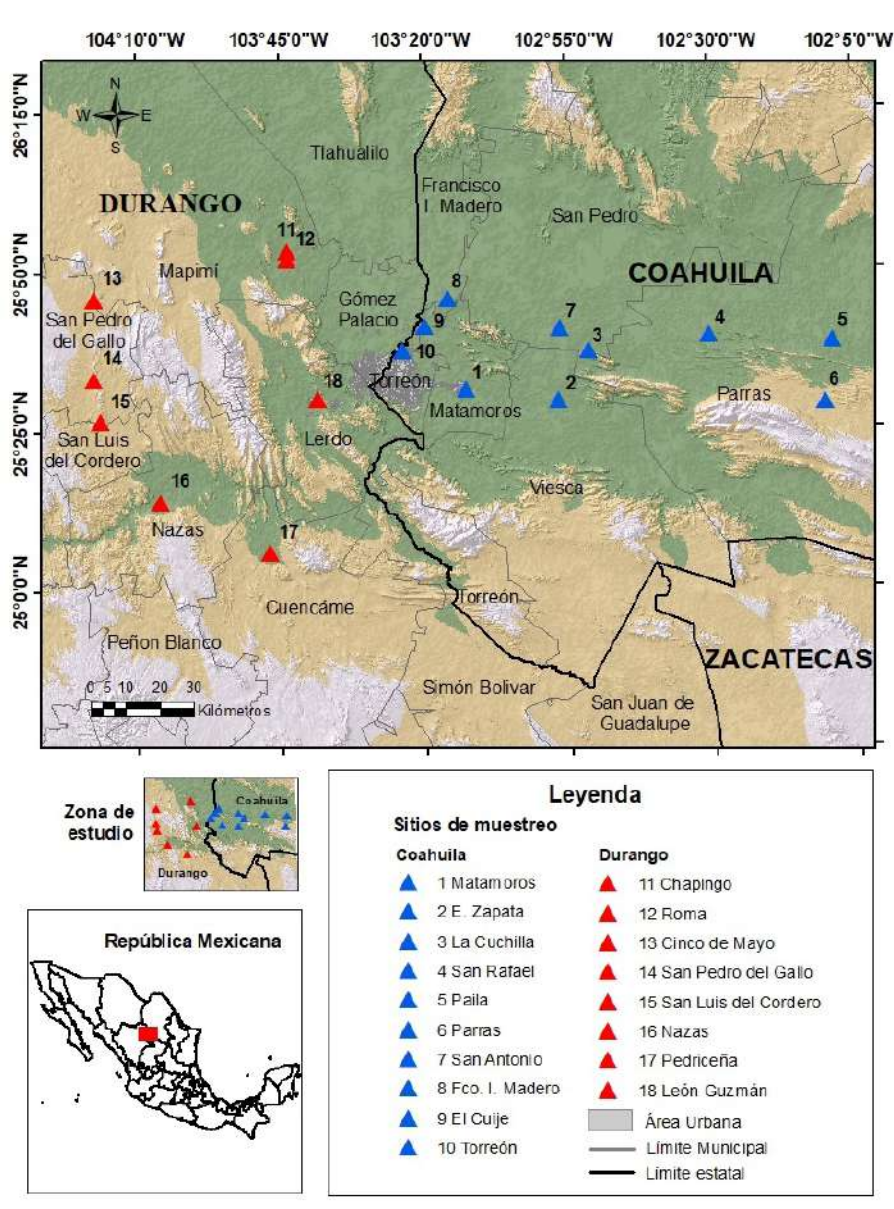 104°10'0"W 103°45'0"W 103°20'0"W 102°55'0"W 102°30'0"W 102°5'0"W
26°15'0"N
25°50'0"N
25°25'0"N
25°0'0"N
N
W E
S
Tlahualilo
DURANGO
Francisco
I. Madero
San Pedro
11
12
Mapimí
COAHUILA
13
8
Gómez
Palacio
San Pedro
del Gallo
9
7
4
5
3
10
14
18
Torreón
1
2
Parras
6
Matamoros
15
San Luis
del Cordero
Lerdo
16
Viesca
Nazas
17
Cuencáme
Torreón
Peñon Blanco
ZACATECAS
Simón Bolivar
San Juan de
Guadalupe
0 5 10 20 30
Kilómetros
Zona de
estudio
Coahuila
Durango
República Mexicana
Leyenda
Sitios de muestreo
Coahuila
1 Matamoros
2 E. Zapata
3 La Cuchilla
4 San Rafael
5 Paila
6 Parras
7 San Antonio
8 Fco. I. Madero
9 El Cuije
10 Torreón
Durango
11 Chapingo
12 Roma
13 Cinco de Mayo
14 San Pedro del Gallo
15 San Luis del Cordero
16 Nazas
17 Pedriceña
18 León Guzmán
Área Urbana
Límite Municipal
Límite estatal